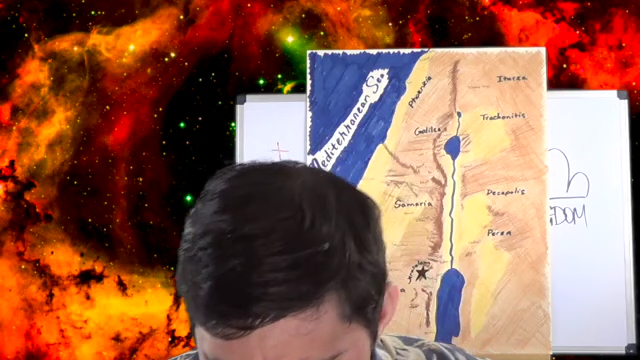 Mediterranean Sea
Phoenicia
Iturea
Trachonitis
Galilee
Samaria
Decapolis
Perea
DOM